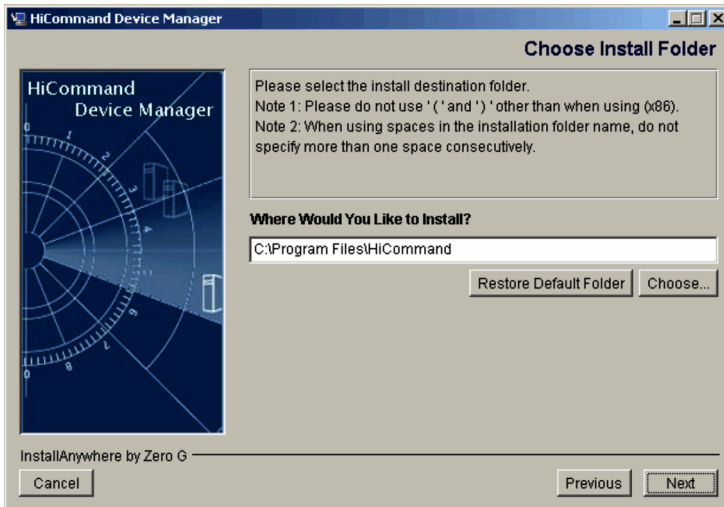 HiCommand Device Manager
Choose Install Folder
HiCommand
Device Manager
Please select the install destination folder.
Note 1: Please do not use ' ( ' and ' ) ' other than when using (x86).
Note 2: When using spaces in the installation folder name, do not
specify more than one space consecutively.
Where Would You Like to Install?
C:\Program Files\HiCommand
Restore Default Folder
Choose...
InstallAnywhere by Zero G
Cancel
Previous
Next